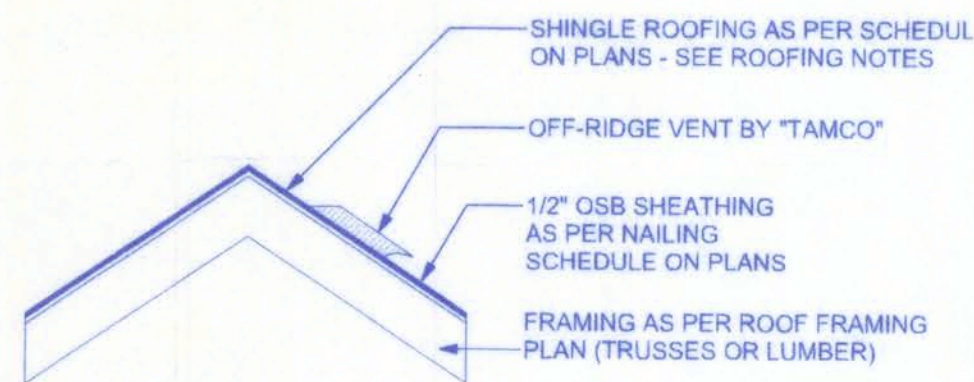 SHINGLE ROOFING AS PER SCHEDUL
ON PLANS - SEE ROOFING NOTES
OFF-RIDGE VENT BY "TAMCO"
1/2" OSB SHEATHING
AS PER NAILING
SCHEDULE ON PLANS
FRAMING AS PER ROOF FRAMING
PLAN (TRUSSES OR LUMBER)